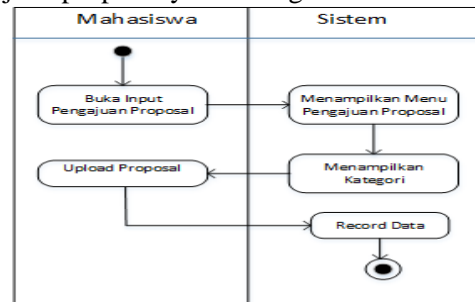 Mahasiswa
Sistem
Buka Input
Pengajuan Proposal
Menampilkan Menu
Pengajuan Proposal
Upload Proposal
Menampilkan
Kategori
Record Data